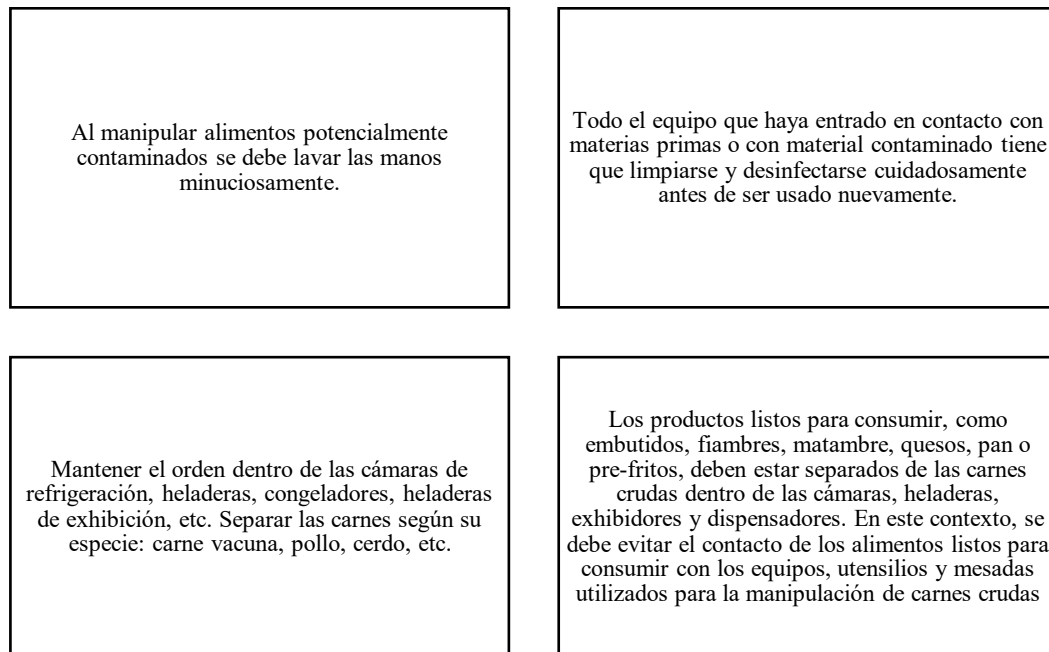 Al manipular alimentos potencialmente
contaminados se debe lavar las manos
minuciosamente.
Todo el equipo que haya entrado en contacto con
materias primas o con material contaminado tiene
que limpiarse y desinfectarse cuidadosamente
antes de ser usado nuevamente.
Mantener el orden dentro de las cámaras de
refrigeración, heladeras, congeladores, heladeras
de exhibición, etc. Separar las carnes según su
especie: carne vacuna, pollo, cerdo, etc.
Los productos listos para consumir, como
embutidos, fiambres, matambre, quesos, pan o
pre-fritos, deben estar separados de las carnes
crudas dentro de las cámaras, heladeras,
exhibidores y dispensadores. En este contexto, se
debe evitar el contacto de los alimentos listos para
consumir con los equipos, utensilios y mesadas
utilizados para la manipulación de carnes crudas